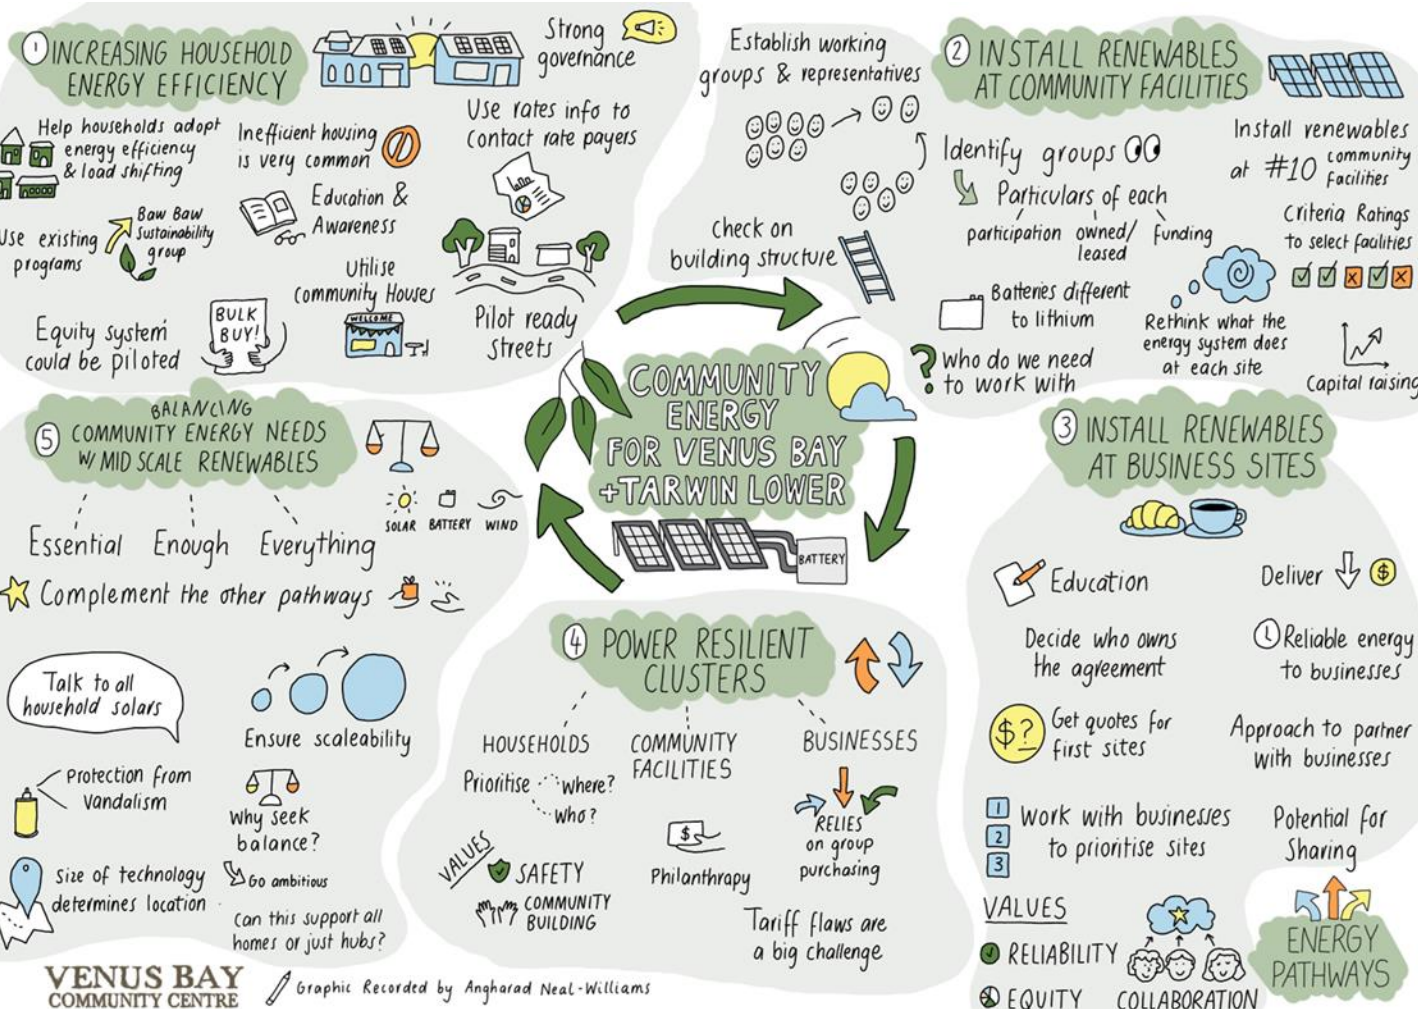 1 INCREASING HOUSEHOLD
ENERGY EFFICIENCY
Strong
governance
Help households adopt
energy efficiency
& load shifting
Inefficient housing
is very common
Use rates info to
contact rate payers
Education &
Awareness
Use existing
programs
Baw Baw
Sustainability
group
Utilise
Community Houses
WELCOME
Equity system
could be piloted
BULK
BUY!
Pilot ready
Streets
Establish working
groups & representatives
Check on
building structure
2 INSTALL RENEWABLES
AT COMMUNITY FACILITIES
Identify groups
Particulars of each
participation
owned/
leased
funding
Install renewables
at #10 community
facilities
Criteria Ratings
to select facilities
Batteries different
to lithium
Rethink what the
energy system does
at each site
? Who do we need
to work with
Capital raising
COMMUNITY
ENERGY
FOR VENUS BAY
+TARWIN LOWER
BATTERY
3 INSTALL RENEWABLES
AT BUSINESS SITES
Education
Deliver $
Decide who owns
the agreement
Reliable energy
to businesses
$? Get quotes for
first sites
Approach to partner
with businesses
1
2
3
Work with businesses
to prioritise sites
Potential for
Sharing
VALUES
RELIABILITY
EQUITY
COLLABORATION
ENERGY
PATHWAYS
4 POWER RESILIENT
CLUSTERS
HOUSEHOLDS
Prioritise where?
who?
VALUES
SAFETY
COMMUNITY
BUILDING
COMMUNITY
FACILITIES
$
Philanthropy
BUSINESSES
RELIES
on group
purchasing
Tariff flaws are
a big challenge
5 BALANCING
COMMUNITY ENERGY NEEDS
W/ MID SCALE RENEWABLES
SOLAR BATTERY WIND
Essential Enough Everything
Complement the other pathways
Talk to all
household solars
Ensure scaleability
Protection from
Vandalism
Why seek
balance?
Go ambitious
Size of technology
determines location
Can this support all
homes or just hubs?
VENUS BAY
COMMUNITY CENTRE
Graphic Recorded by Angharad Neal-Williams